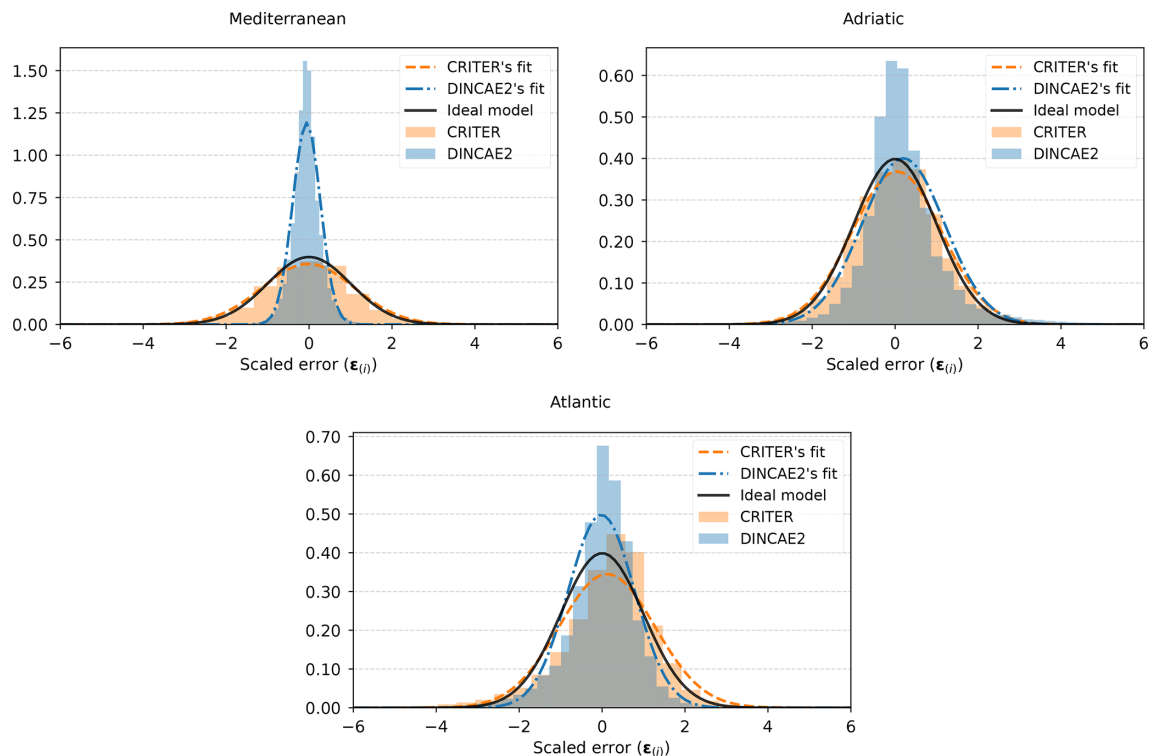 Mediterranean
1.50
1.25
1.00
0.75
0.50
0.25
0.00
−6
−4
−2
0
2
4
6
Scaled error (ε(i))
CRITER's fit
DINCAE2's fit
Ideal model
CRITER
DINCAE2
Adriatic
0.60
0.50
0.40
0.30
0.20
0.10
0.00
−6
−4
−2
0
2
4
6
Scaled error (ε(i))
CRITER's fit
DINCAE2's fit
Ideal model
CRITER
DINCAE2
Atlantic
0.70
0.60
0.50
0.40
0.30
0.20
0.10
0.00
−6
−4
−2
0
2
4
6
Scaled error (ε(i))
CRITER's fit
DINCAE2's fit
Ideal model
CRITER
DINCAE2